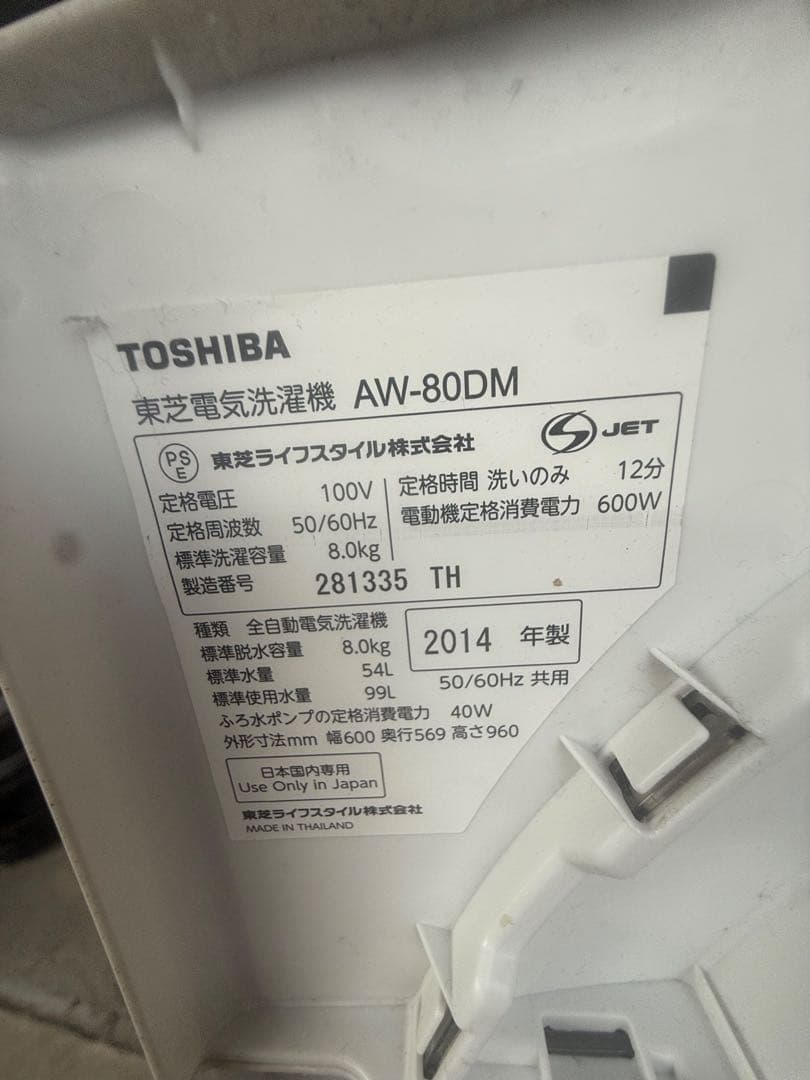 TOSHIBA
東芝電気洗濯機 AW-80DM
PS E 東芝ライフスタイル株式会社 S JET
定格電圧 100V
定格周波数 50/60Hz
標準洗濯容量 8.0kg
製造番号 281335 TH
定格時間 洗いのみ 12分
電動機定格消費電力 600W
種類 全自動電気洗濯機
標準脱水容量 8.0kg
標準水量 54L
標準使用水量 99L
2014 年製
50/60Hz 共用
ふろ水ポンプの定格消費電力 40W
外形寸法mm 幅600 奥行569 高さ960
日本国内専用
Use Only in Japan
東芝ライフスタイル株式会社
MADE IN THAILAND